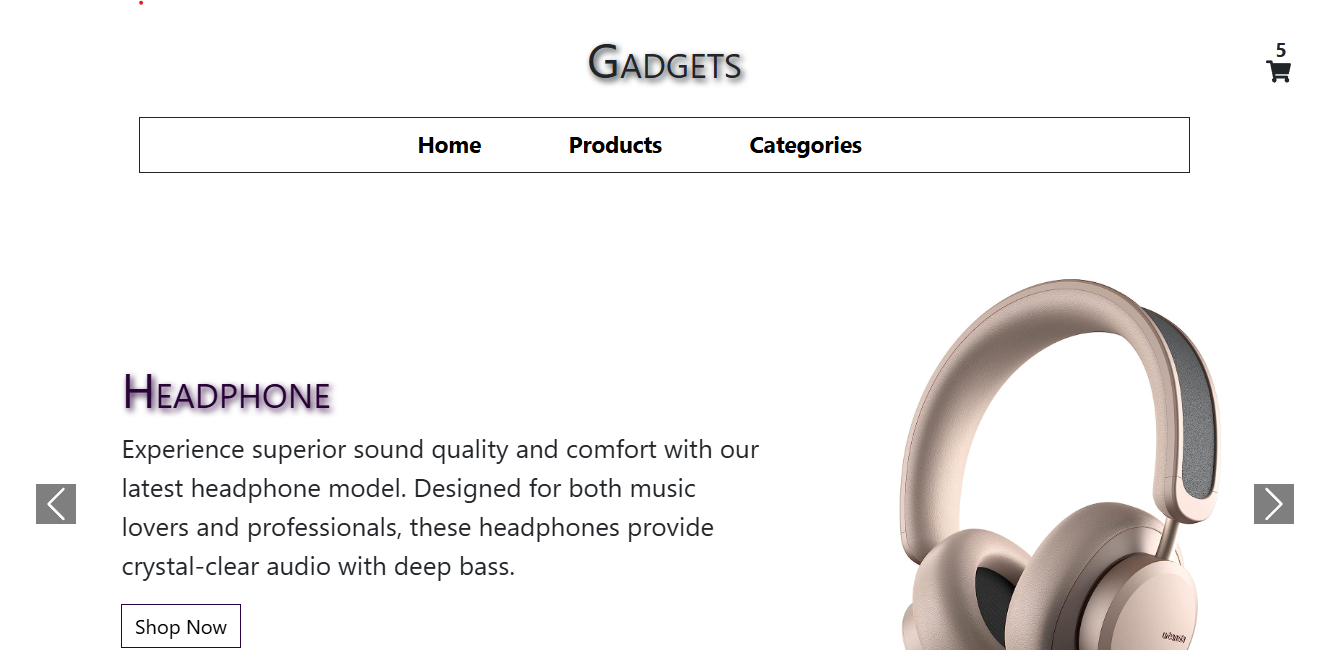 Gadgets
5
Home Products Categories
Headphone
Experience superior sound quality and comfort with our
latest headphone model. Designed for both music
lovers and professionals, these headphones provide
crystal-clear audio with deep bass.
Shop Now